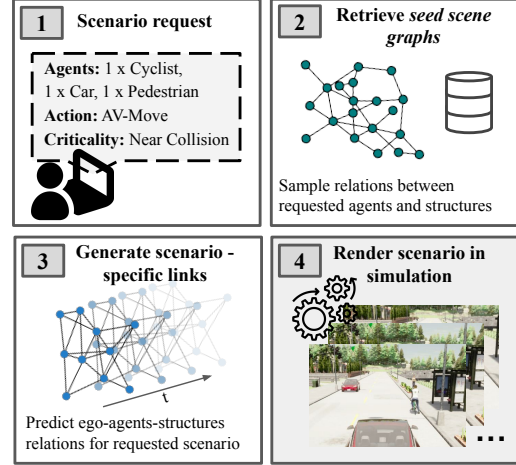 1
Scenario request
Agents: 1 x Cyclist,
1 x Car, 1 x Pedestrian
Action: AV-Move
Criticality: Near Collision
2
Retrieve seed scene
graphs
Sample relations between
requested agents and structures
3
Generate scenario -
specific links
t
Predict ego-agents-structures
relations for requested scenario
4
Render scenario in
simulation
...